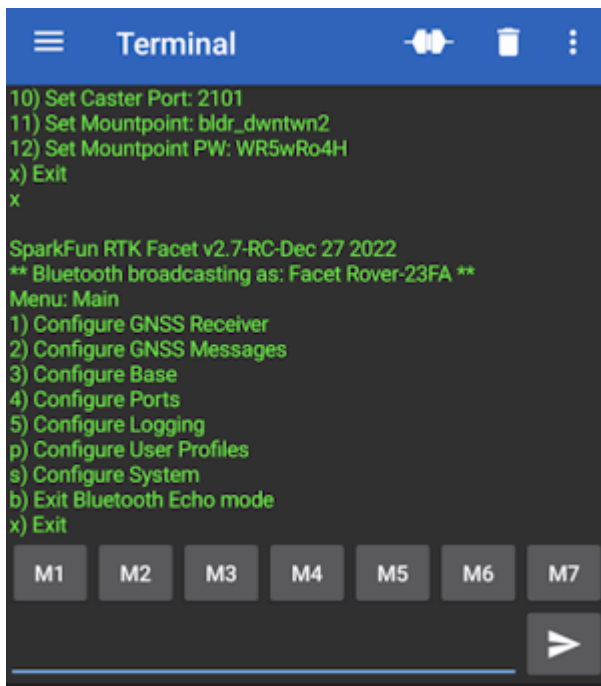 Terminal
10) Set Caster Port: 2101
11) Set Mountpoint: bldr_dwntwn2
12) Set Mountpoint PW: WR5wRo4H
x) Exit
x
SparkFun RTK Facet v2.7-RC-Dec 27 2022
** Bluetooth broadcasting as: Facet Rover-23FA **
Menu: Main
1) Configure GNSS Receiver
2) Configure GNSS Messages
3) Configure Base
4) Configure Ports
5) Configure Logging
p) Configure User Profiles
s) Configure System
b) Exit Bluetooth Echo mode
x) Exit
M1 M2 M3 M4 M5 M6 M7